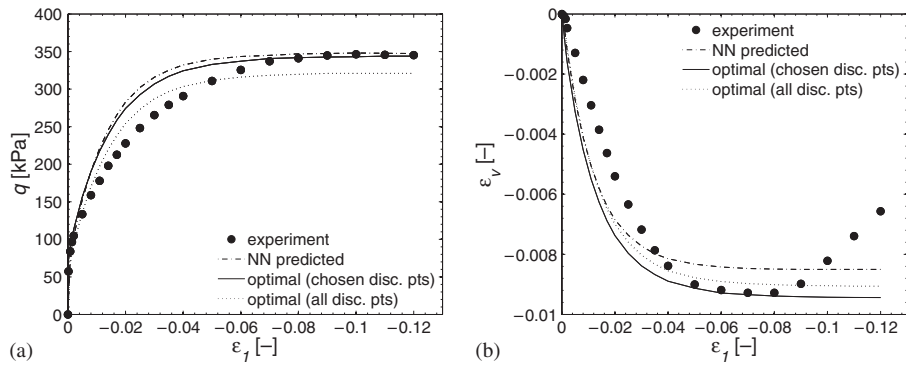 400
350
300
250
200
150
100
50
0
q [kPa]
0 −0.02 −0.04 −0.06 −0.08 −0.10 −0.12
ε1 [–]
experiment
NN predicted
optimal (chosen disc. pts)
optimal (all disc. pts)
(a)
0
−0.002
−0.004
−0.006
−0.008
−0.01
εv [–]
0 −0.02 −0.04 −0.06 −0.08 −0.10 −0.12
ε1 [–]
experiment
NN predicted
optimal (chosen disc. pts)
optimal (all disc. pts)
(b)